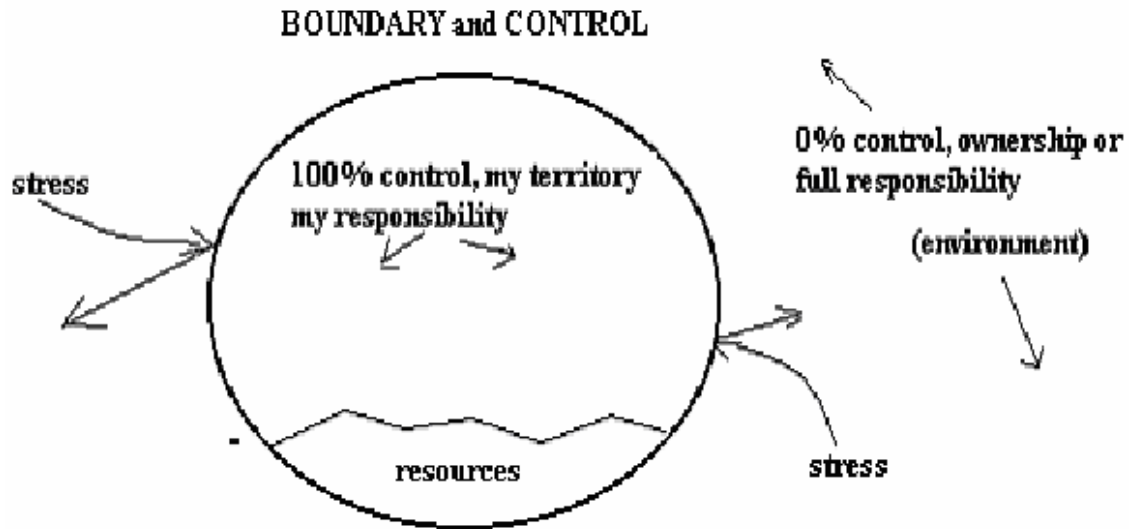 BOUNDARY and CONTROL
0% control, ownership or
full responsibility
(environment)
stress
100% control, my territory
my responsibility
resources
stress